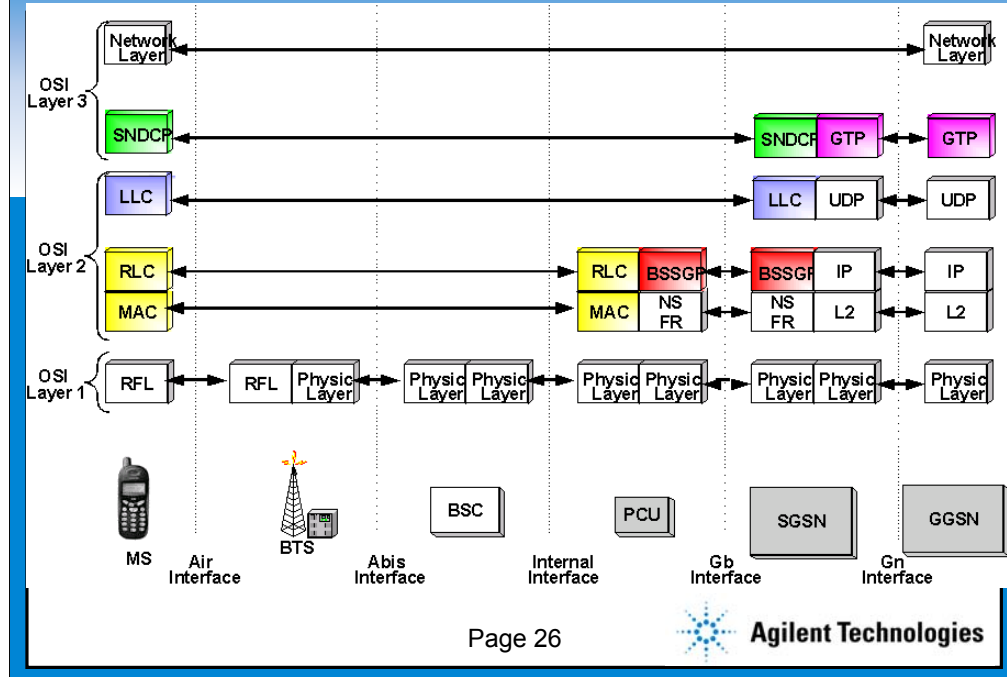 Network
Layer
Network
Layer
OSI
Layer 3
SNDCP
SNDCP
GTP
GTP
LLC
LLC
UDP
UDP
OSI
Layer 2
RLC
RLC
BSSGP
BSSGP
IP
IP
MAC
MAC
NS
FR
NS
FR
L2
L2
OSI
Layer 1
RFL
RFL
Physic
Layer
Physic
Layer
Physic
Layer
Physic
Layer
Physic
Layer
Physic
Layer
Physic
Layer
Physic
Layer
MS
BTS
BSC
PCU
SGSN
GGSN
Air
Interface
Abis
Interface
Internal
Interface
Gb
Interface
Gn
Interface
Page 26
Agilent Technologies